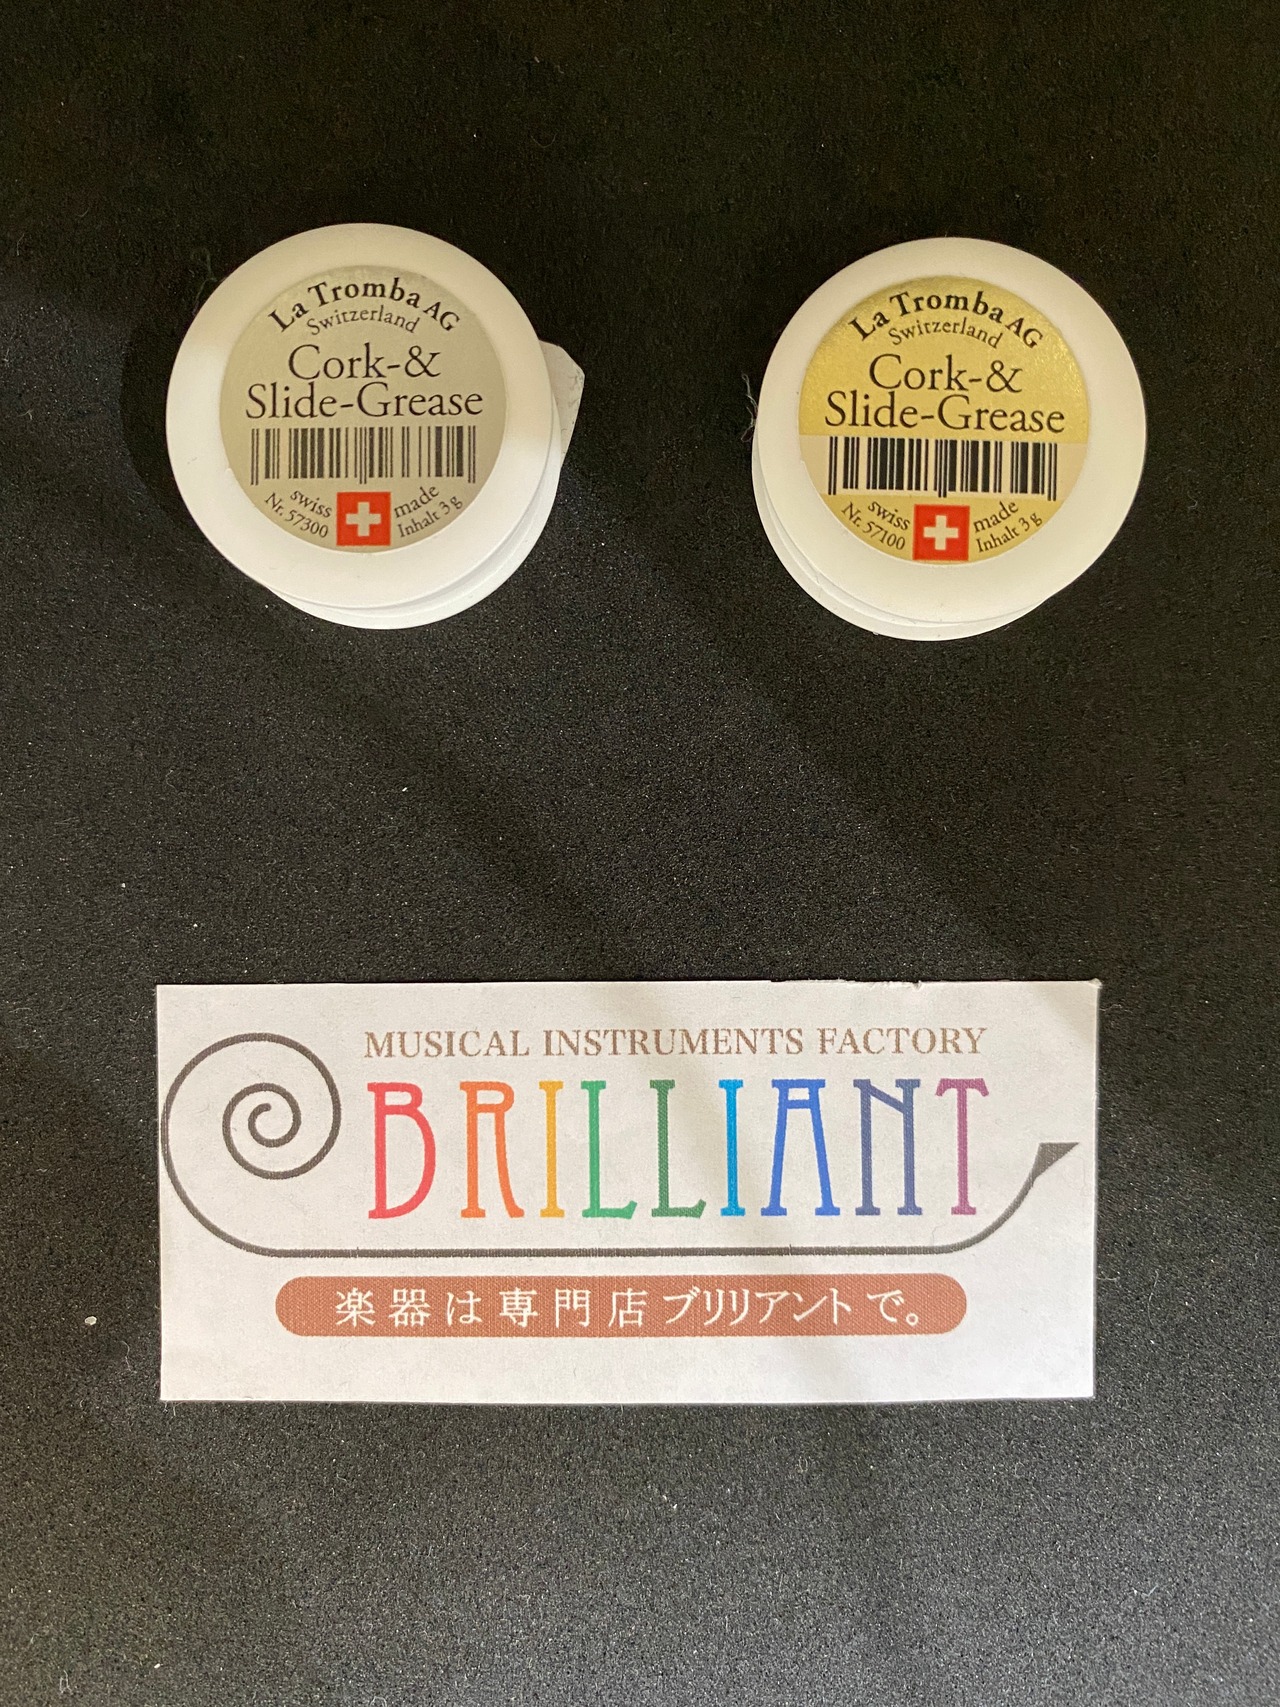 La Tromba AG
Switzerland
Cork-&
Slide-Grease
swiss made
Nr. 57300 Inhalt 3 g
La Tromba AG
Switzerland
Cork-&
Slide-Grease
swiss made
Nr. 57100 Inhalt 3 g
MUSICAL INSTRUMENTS FACTORY
BRILLIANT
楽器は専門店ブリリアントで。